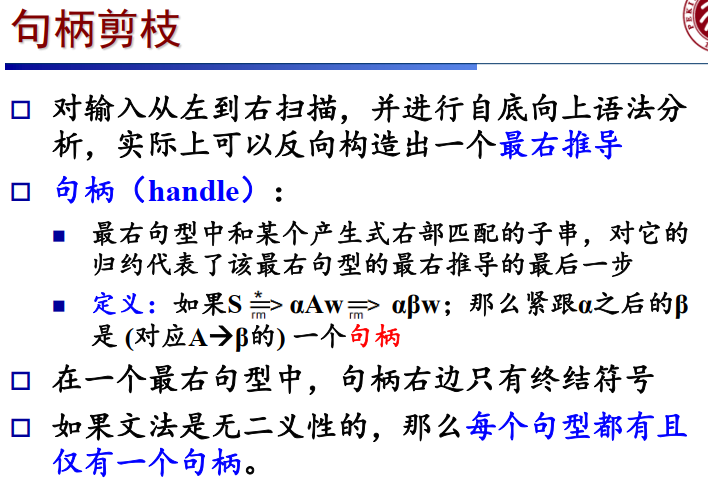 句柄剪枝
PEKI
对输入从左到右扫描，并进行自底向上语法分
析，实际上可以反向构造出一个最右推导
句柄（handle）：
最右句型中和某个产生式右部匹配的子串，对它的
归约代表了该最右句型的最右推导的最后一步
定义：如果S *=>rm αAw =>rm αβw；那么紧跟α之后的β
是 (对应A→β的) 一个句柄
在一个最右句型中，句柄右边只有终结符号
如果文法是无二义性的，那么每个句型都有且
仅有一个句柄。